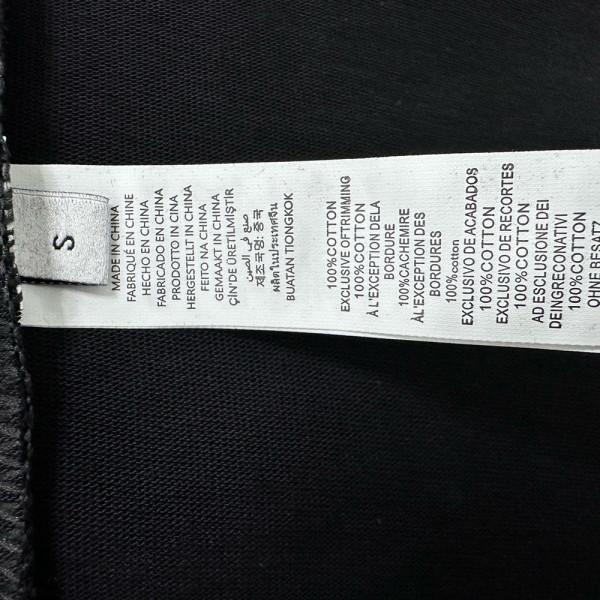 S
MADE IN CHINA
FABRIQUÉ EN CHINE
HECHO EN CHINA
FABRICADO EN CHINA
PRODOTTO IN CINA
HERGESTELLT IN CHINA
FEITO NA CHINA
GEMAAKT IN CHINA
ÇİN'DE ÜRETİLMİŞTİR
صنع في الصين
제조국명: 중국
ผลิตในประเทศจีน
BUATAN TIONGKOK
100%COTTON
EXCLUSIVE OFTRIMMING
100%COTTON
À L'EXCEPTION DELA
BORDURE
100%CACHEMIRE
ÀL'EXCEPTION DES
BORDURES
100%cotton
EXCLUSIVO DE ACABADOS
100%COTTON
EXCLUSIVO DE RECORTES
100%COTTON
AD ESCLUSIONE DEI
DEINGRECONATIVI
100%COTTON
OHNE BESATZ